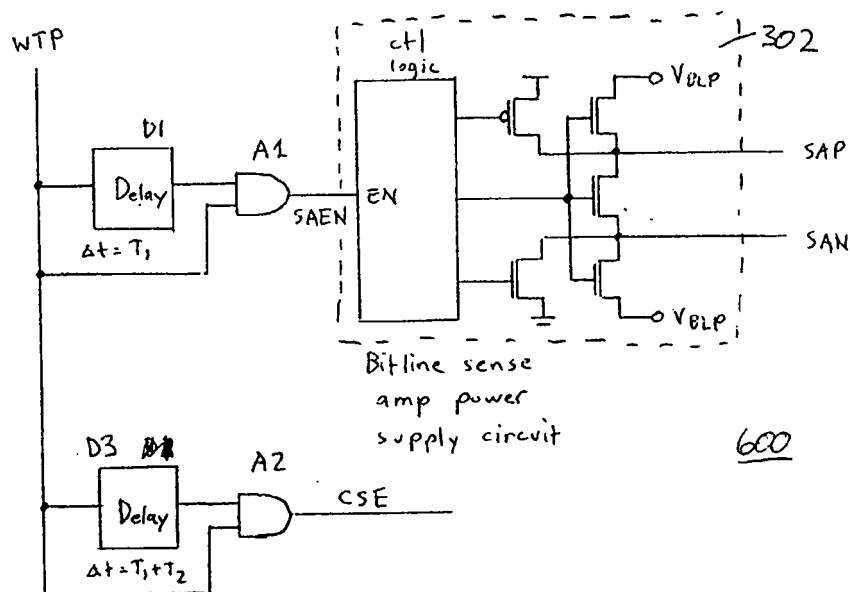 WTP
ctl
logic
302
VBLP
D1
A1
Delay
SAEN
EN
SAP
SAN
Δt = T1
VBLP
Bitline sense
amp power
supply circuit
600
D3
A2
Delay
CSE
Δt = T1 + T2